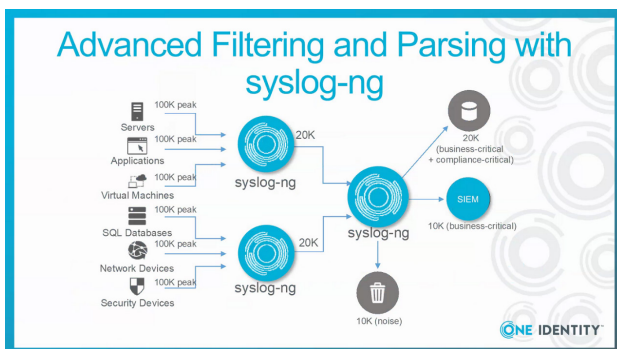 Advanced Filtering and Parsing with
syslog-ng
100K peak
Servers
100K peak
Applications
100K peak
Virtual Machines
100K peak
SQL Databases
100K peak
Network Devices
100K peak
Security Devices
syslog-ng
20K
syslog-ng
20K
syslog-ng
20K
(business-critical
+ compliance-critical)
SIEM
10K (business-critical)
10K (noise)
ONE IDENTITY